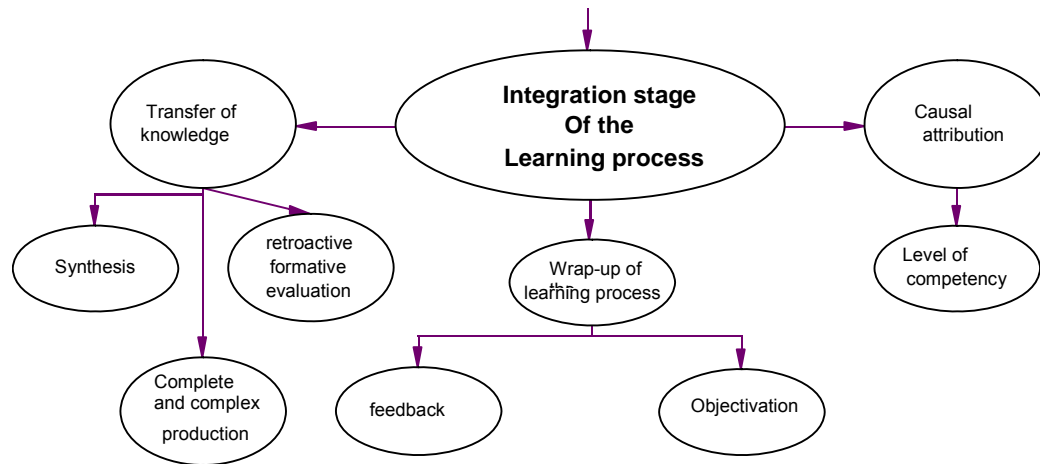 Integration stage
Of the
Learning process
Transfer of
knowledge
Causal
attribution
Synthesis
retroactive
formative
evaluation
Wrap-up of
the
learning process
Level of
competency
Complete
and complex
production
feedback
Objectivation